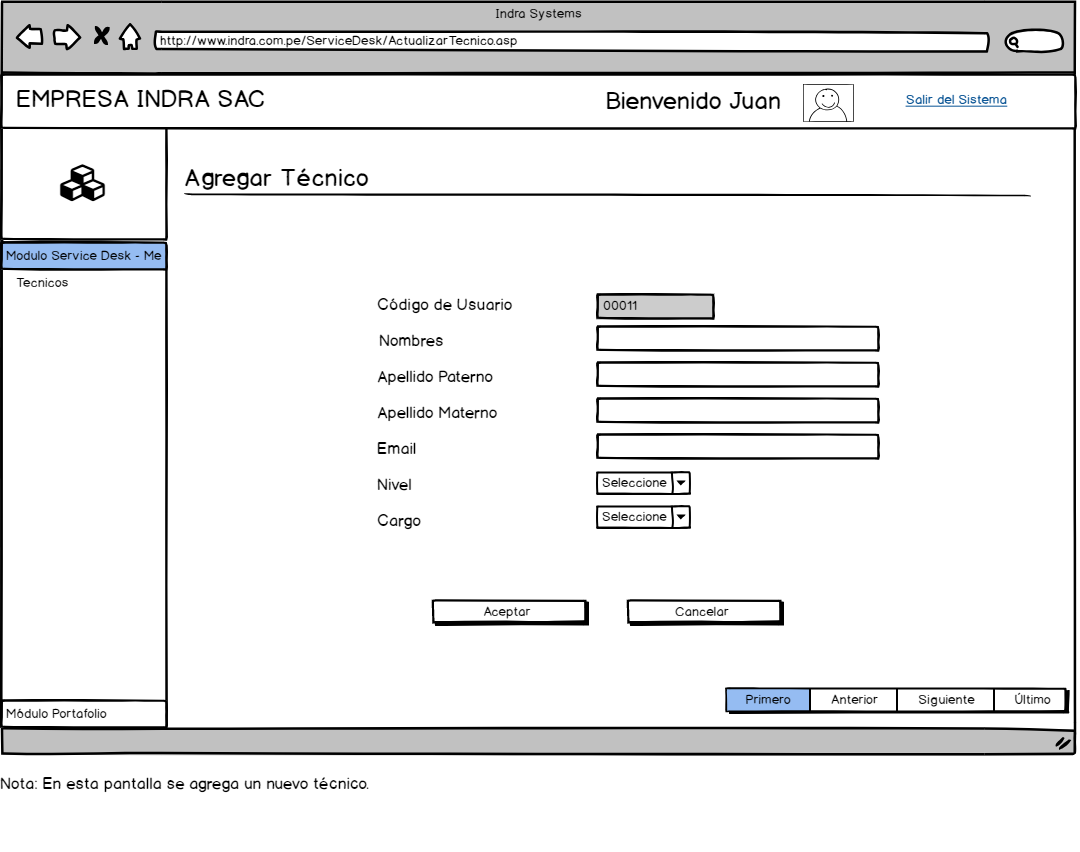 Indra Systems
http://www.indra.com.pe/ServiceDesk/ActualizarTecnico.asp
EMPRESA INDRA SAC
Bienvenido Juan
Salir del Sistema
Agregar Técnico
Modulo Service Desk - Me
Tecnicos
Código de Usuario
00011
Nombres
Apellido Paterno
Apellido Materno
Email
Nivel
Seleccione
Cargo
Seleccione
Aceptar
Cancelar
Primero
Anterior
Siguiente
Último
Módulo Portafolio
Nota: En esta pantalla se agrega un nuevo técnico.